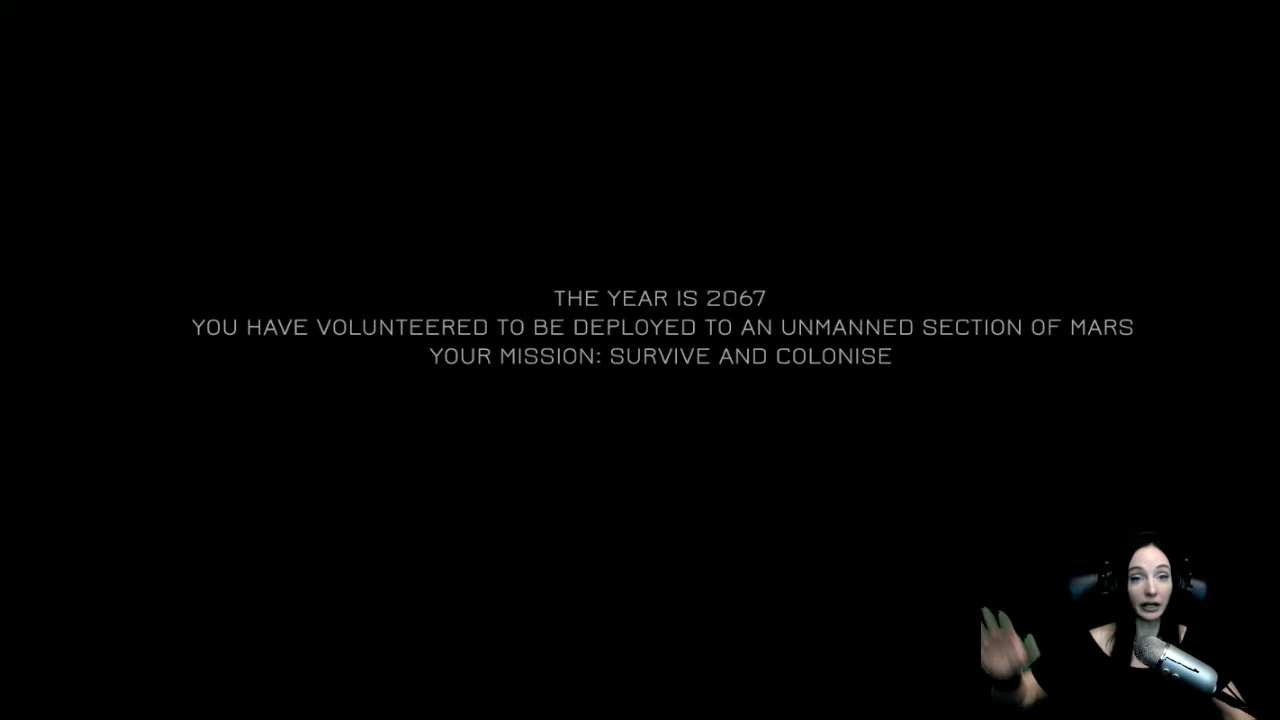 THE YEAR IS 2067
YOU HAVE VOLUNTEERED TO BE DEPLOYED TO AN UNMANNED SECTION OF MARS
YOUR MISSION: SURVIVE AND COLONISE